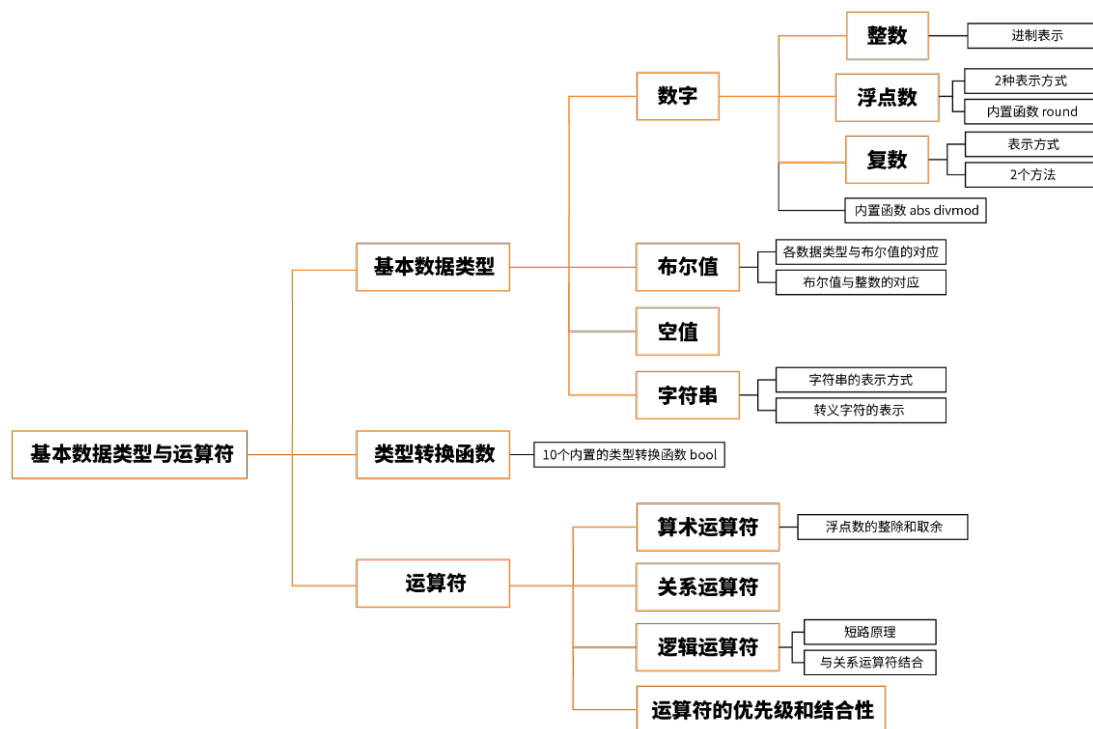 基本数据类型与运算符
基本数据类型
数字
整数
进制表示
浮点数
2种表示方式
内置函数 round
复数
表示方式
2个方法
内置函数 abs divmod
布尔值
各数据类型与布尔值的对应
布尔值与整数的对应
空值
字符串
字符串的表示方式
转义字符的表示
类型转换函数
10个内置的类型转换函数 bool
运算符
算术运算符
浮点数的整除和取余
关系运算符
逻辑运算符
短路原理
与关系运算符结合
运算符的优先级和结合性